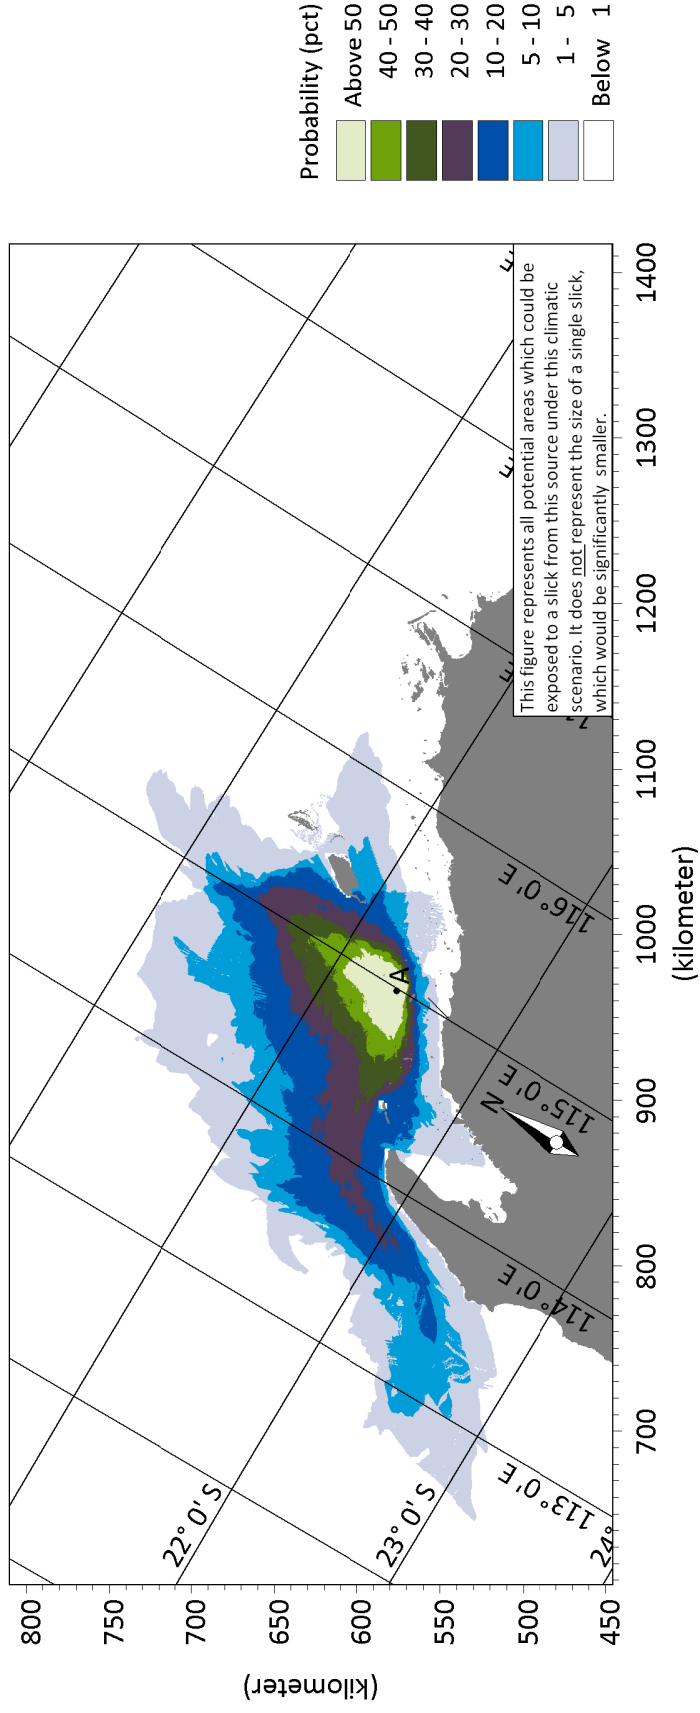 Probability (pct)
Above 50
40 - 50
30 - 40
20 - 30
10 - 20
5 - 10
1 - 5
Below 1
800
750
700
650
600
550
500
450
(kilometer)
22° 0' S
23° 0' S
24°
113° 0' E
114° 0' E
115° 0' E
116° 0' E
11
E
E
E
N
A
This figure represents all potential areas which could be
exposed to a slick from this source under this climatic
scenario. It does not represent the size of a single slick,
which would be significantly smaller.
700
800
900
1000
1100
1200
1300
1400
(kilometer)